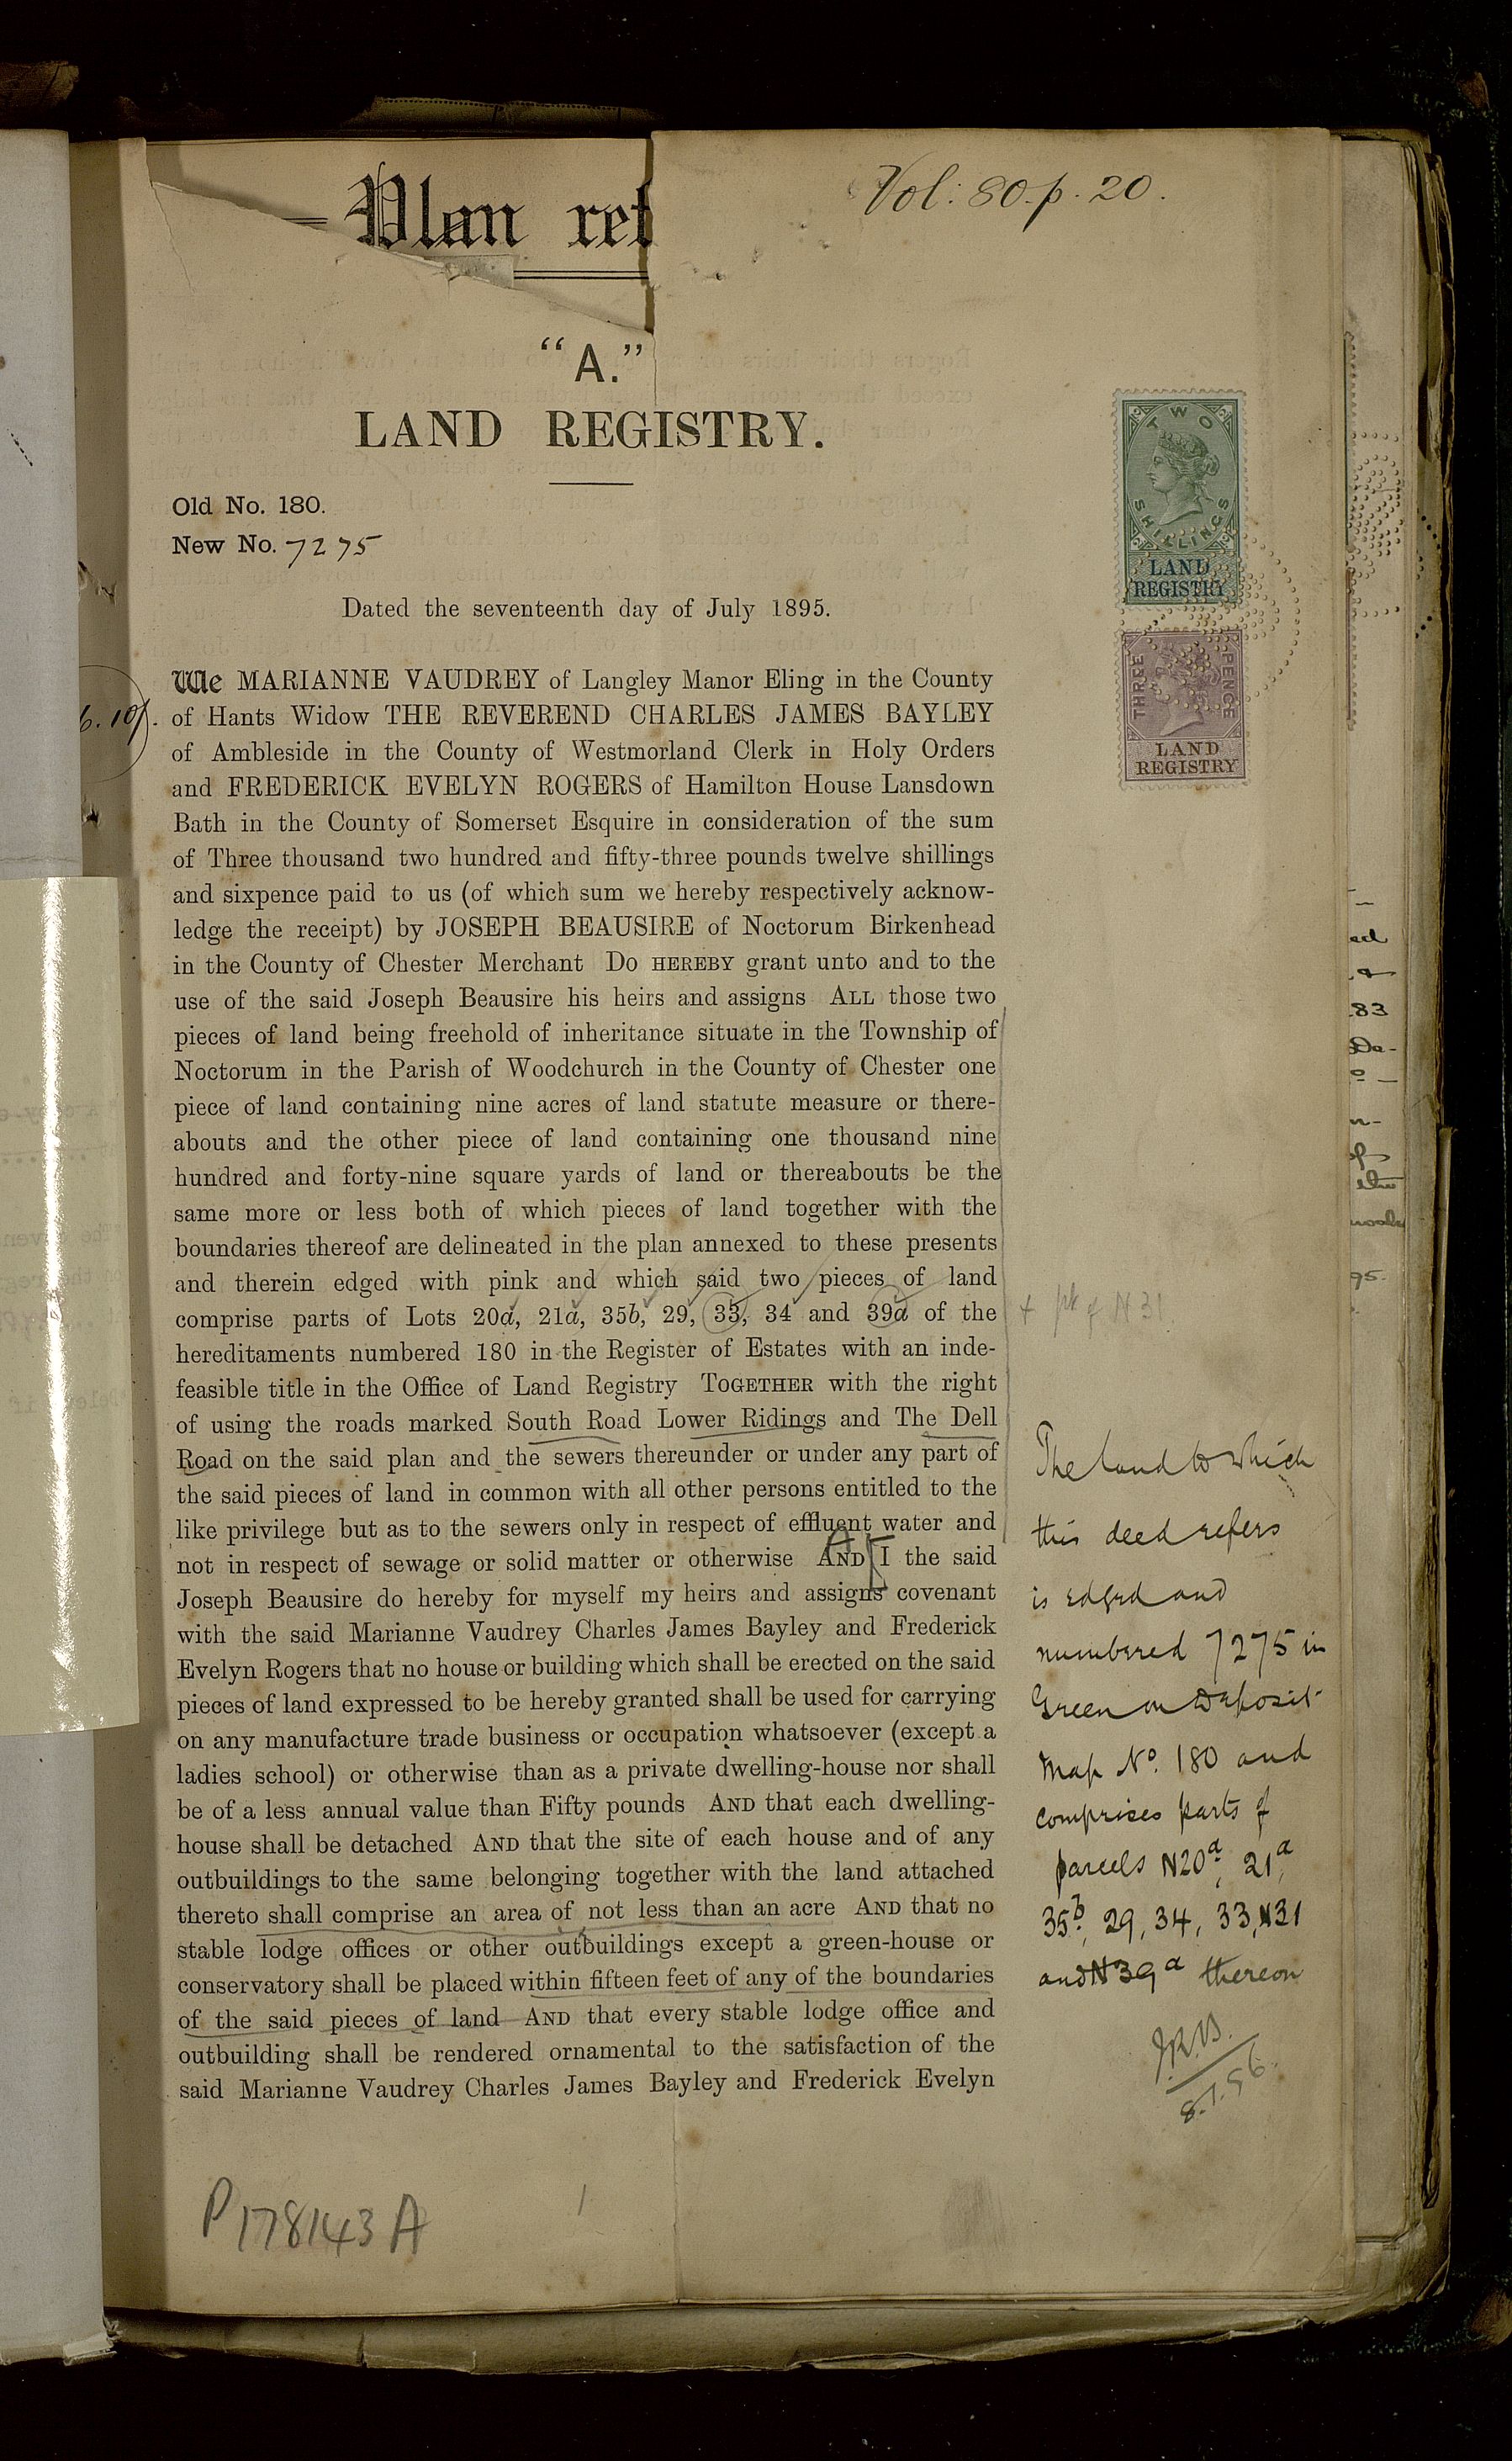 Plan ref
Vol: 80. p. 20.
"A."
LAND REGISTRY.
Old No. 180.
New No. 7275
Dated the seventeenth day of July 1895.
TWO
SHILLINGS
LAND
REGISTRY
THREE
PENCE
LAND
REGISTRY
We MARIANNE VAUDREY of Langley Manor Eling in the County
of Hants Widow THE REVEREND CHARLES JAMES BAYLEY
of Ambleside in the County of Westmorland Clerk in Holy Orders
and FREDERICK EVELYN ROGERS of Hamilton House Lansdown
Bath in the County of Somerset Esquire in consideration of the sum
of Three thousand two hundred and fifty-three pounds twelve shillings
and sixpence paid to us (of which sum we hereby respectively acknow-
ledge the receipt) by JOSEPH BEAUSIRE of Noctorum Birkenhead
in the County of Chester Merchant Do HEREBY grant unto and to the
use of the said Joseph Beausire his heirs and assigns ALL those two
pieces of land being freehold of inheritance situate in the Township of
Noctorum in the Parish of Woodchurch in the County of Chester one
piece of land containing nine acres of land statute measure or there-
abouts and the other piece of land containing one thousand nine
hundred and forty-nine square yards of land or thereabouts be the
same more or less both of which pieces of land together with the
boundaries thereof are delineated in the plan annexed to these presents
and therein edged with pink and which said two pieces of land
comprise parts of Lots 20a, 21a, 35b, 29, 33, 34 and 39a of the
hereditaments numbered 180 in the Register of Estates with an inde-
feasible title in the Office of Land Registry TOGETHER with the right
of using the roads marked South Road Lower Ridings and The Dell
Road on the said plan and the sewers thereunder or under any part of
the said pieces of land in common with all other persons entitled to the
like privilege but as to the sewers only in respect of effluent water and
not in respect of sewage or solid matter or otherwise AND I the said
Joseph Beausire do hereby for myself my heirs and assigns covenant
with the said Marianne Vaudrey Charles James Bayley and Frederick
Evelyn Rogers that no house or building which shall be erected on the said
pieces of land expressed to be hereby granted shall be used for carrying
on any manufacture trade business or occupation whatsoever (except a
ladies school) or otherwise than as a private dwelling-house nor shall
be of a less annual value than Fifty pounds AND that each dwelling-
house shall be detached AND that the site of each house and of any
outbuildings to the same belonging together with the land attached
thereto shall comprise an area of not less than an acre AND that no
stable lodge offices or other outbuildings except a green-house or
conservatory shall be placed within fifteen feet of any of the boundaries
of the said pieces of land AND that every stable lodge office and
outbuilding shall be rendered ornamental to the satisfaction of the
said Marianne Vaudrey Charles James Bayley and Frederick Evelyn
+ pt of N 31
The land to which
this deed refers
is edged and
numbered 7275 in
Green on Deposit
Map No. 180 and
comprises parts of
parcels N20a, 21a,
35b, 29, 34, 33, N31
and N39a thereon
8.1.96.
P178143A